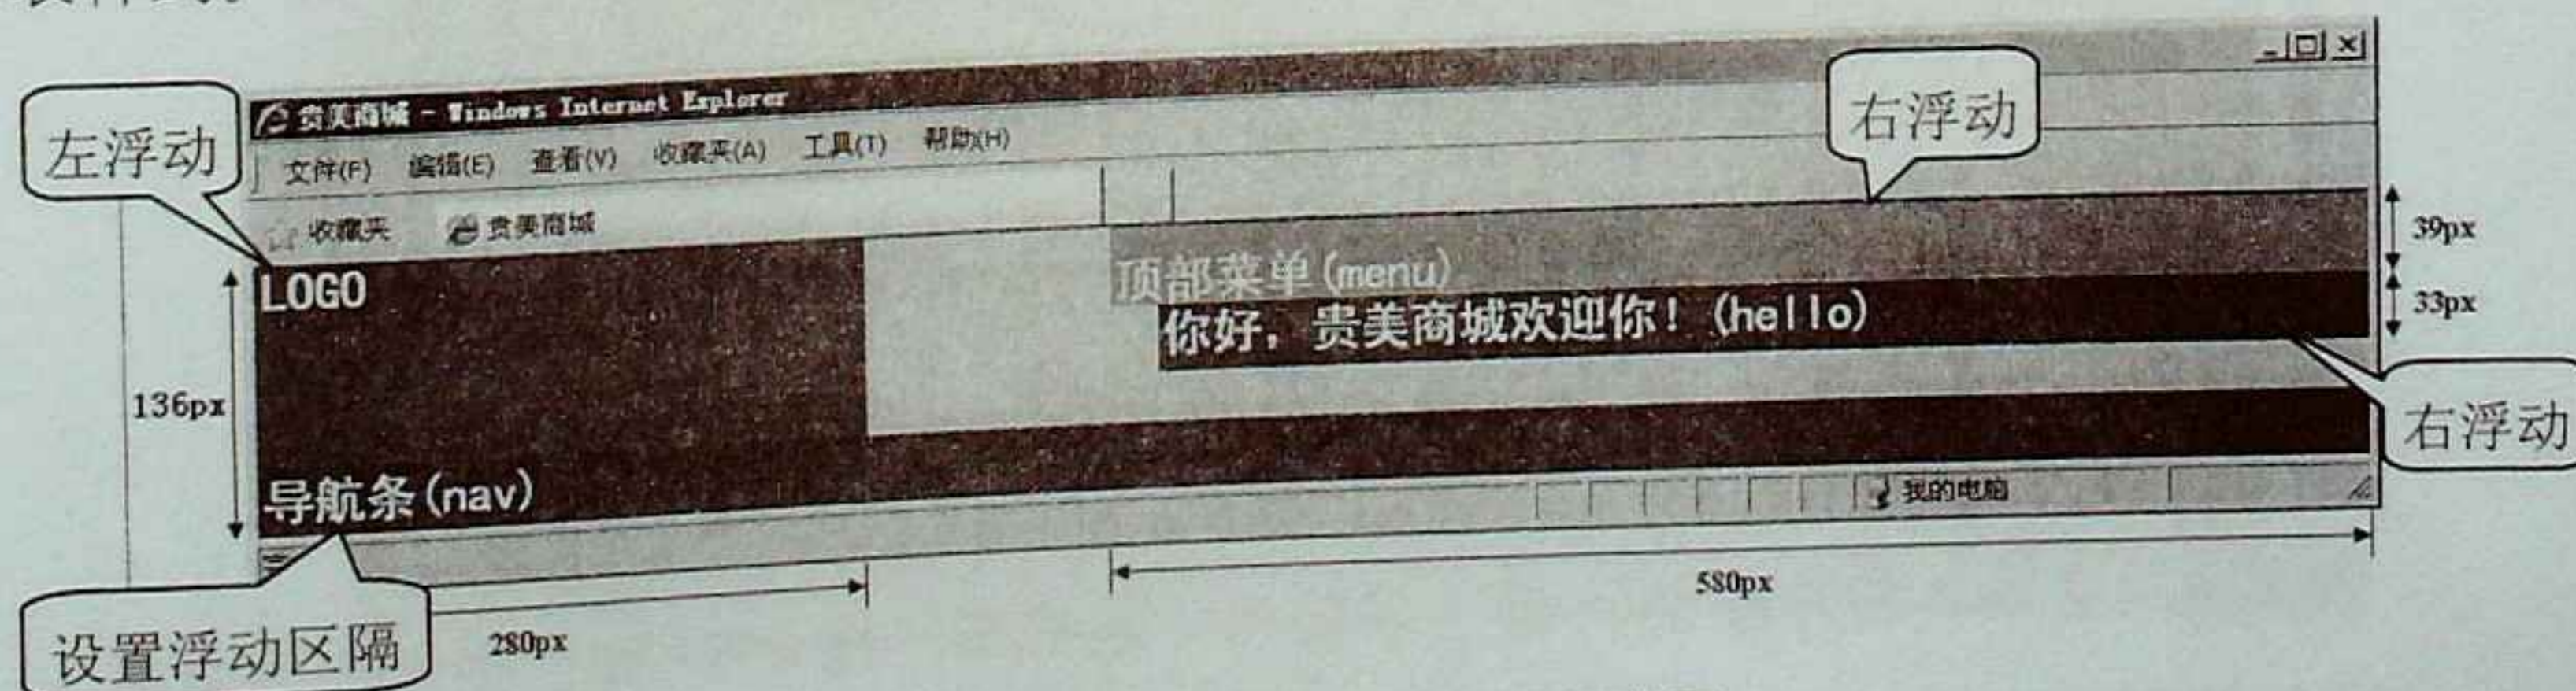 贵美商城 - Windows Internet Explorer
右浮动
左浮动
文件(F) 编辑(E) 查看(V) 收藏夹(A) 工具(T) 帮助(H)
收藏夹 贵美商城
39px
LOGO
顶部菜单(menu)
33px
你好，贵美商城欢迎你！(hello)
136px
右浮动
导航条(nav)
我的电脑
580px
设置浮动区隔
280px